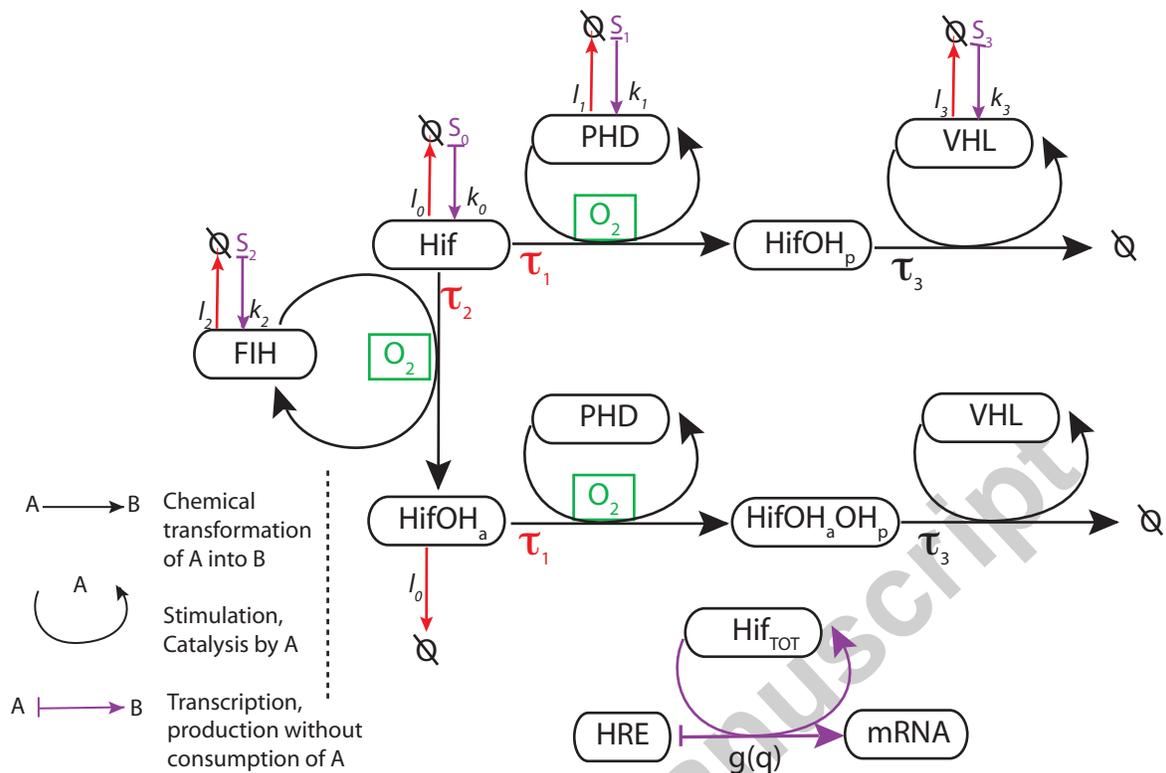 Ø S1
Ø S3
l1 k1
l3 k3
PHD
VHL
Ø S0
l0 k0
O2
Hif
HifOHp
Ø
τ1
τ3
Ø S2
l2 k2
τ2
FIH
O2
PHD
VHL
O2
HifOHa
HifOHaOHp
Ø
τ1
τ3
l0
Ø
A B Chemical
transformation
of A into B
A
Stimulation,
Catalysis by A
A B Transcription,
production without
consumption of A
HifTOT
HRE
mRNA
g(q)
nuscript